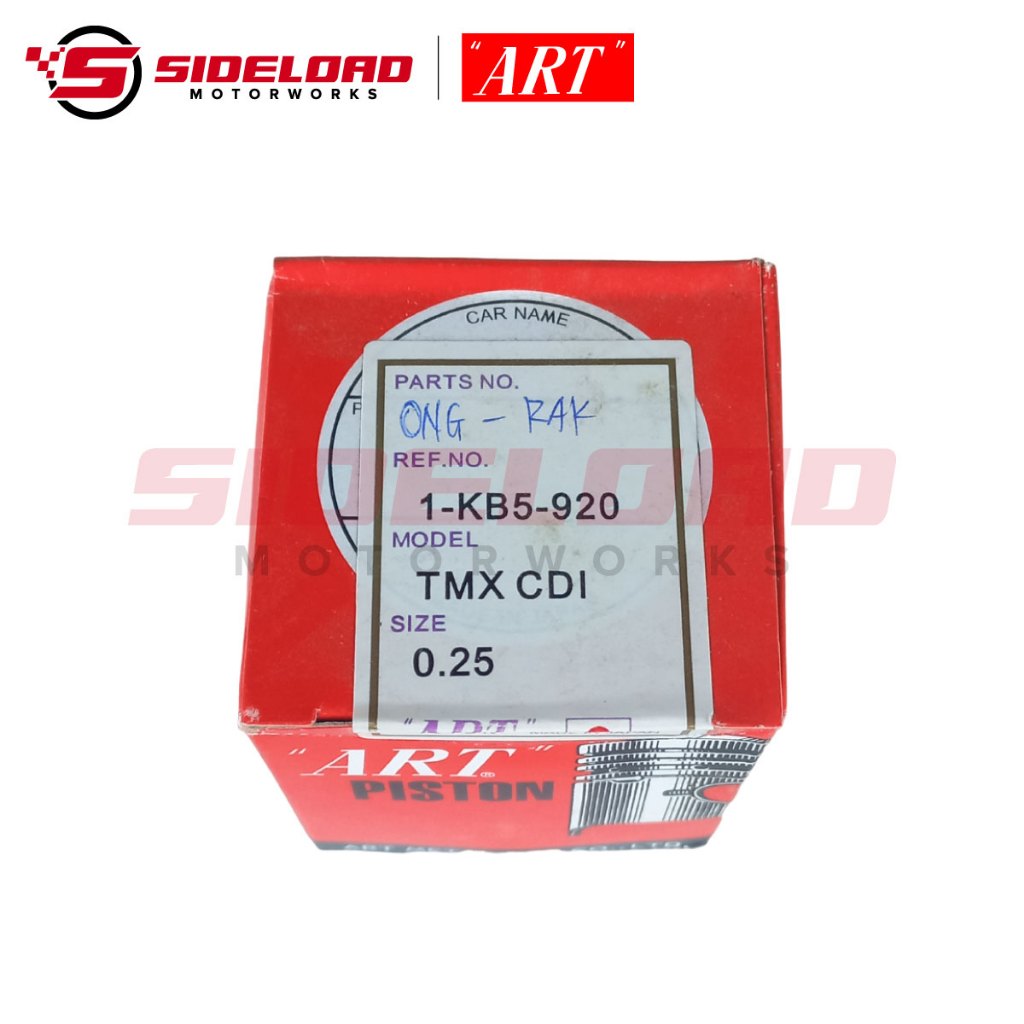 SIDELOAD
MOTORWORKS
"ART"
CAR NAME
PARTS NO.
ONG - RAK
REF.NO.
1-KB5-920
SIDELOAD
MODEL
MOTORWORKS
TMX CDI
SIZE
0.25
"ART"
"ART"®
PISTON